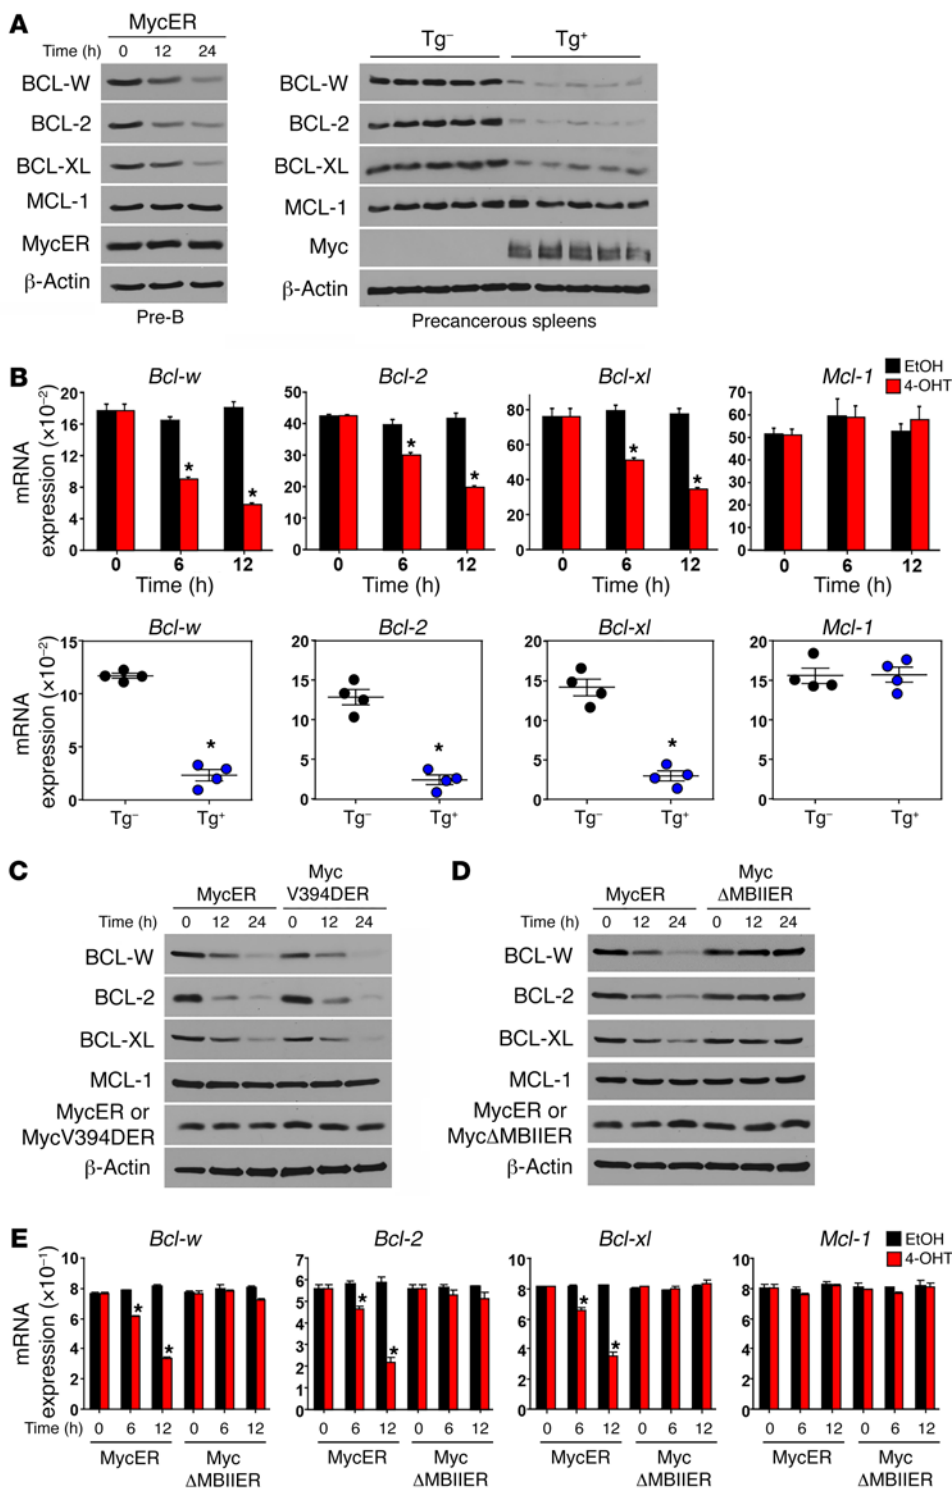 A
MycER
Time (h) 0 12 24
BCL-W
BCL-2
BCL-XL
MCL-1
MycER
β-Actin
Pre-B
Tg⁻ Tg⁺
BCL-W
BCL-2
BCL-XL
MCL-1
Myc
β-Actin
Precancerous spleens
B
EtOH
4-OHT
Bcl-w
mRNA
expression (×10⁻²)
20
16
12
8
4
0
0 6 12
Time (h)
Bcl-2
50
40
30
20
10
0
0 6 12
Time (h)
Bcl-xl
80
60
40
20
0
0 6 12
Time (h)
Mcl-1
70
60
50
40
30
20
10
0
0 6 12
Time (h)
* * * * * *
Bcl-w
mRNA
expression (×10⁻²)
15
10
5
0
*
Tg⁻ Tg⁺
Bcl-2
20
15
10
5
0
*
Tg⁻ Tg⁺
Bcl-xl
20
15
10
5
0
*
Tg⁻ Tg⁺
Mcl-1
20
15
10
5
0
Tg⁻ Tg⁺
C
MycER Myc
V394DER
Time (h) 0 12 24 0 12 24
BCL-W
BCL-2
BCL-XL
MCL-1
MycER or
MycV394DER
β-Actin
D
MycER Myc
ΔMBIIER
Time (h) 0 12 24 0 12 24
BCL-W
BCL-2
BCL-XL
MCL-1
MycER or
MycΔMBIIER
β-Actin
E
EtOH
4-OHT
Bcl-w
mRNA
expression (×10⁻¹)
10
8
6
4
2
0
* *
Time (h) 0 6 12 0 6 12
MycER Myc
ΔMBIIER
Bcl-2
7
6
5
4
3
2
1
0
* *
0 6 12 0 6 12
MycER Myc
ΔMBIIER
Bcl-xl
10
8
6
4
2
0
* *
0 6 12 0 6 12
MycER Myc
ΔMBIIER
Mcl-1
10
8
6
4
2
0
0 6 12 0 6 12
MycER Myc
ΔMBIIER